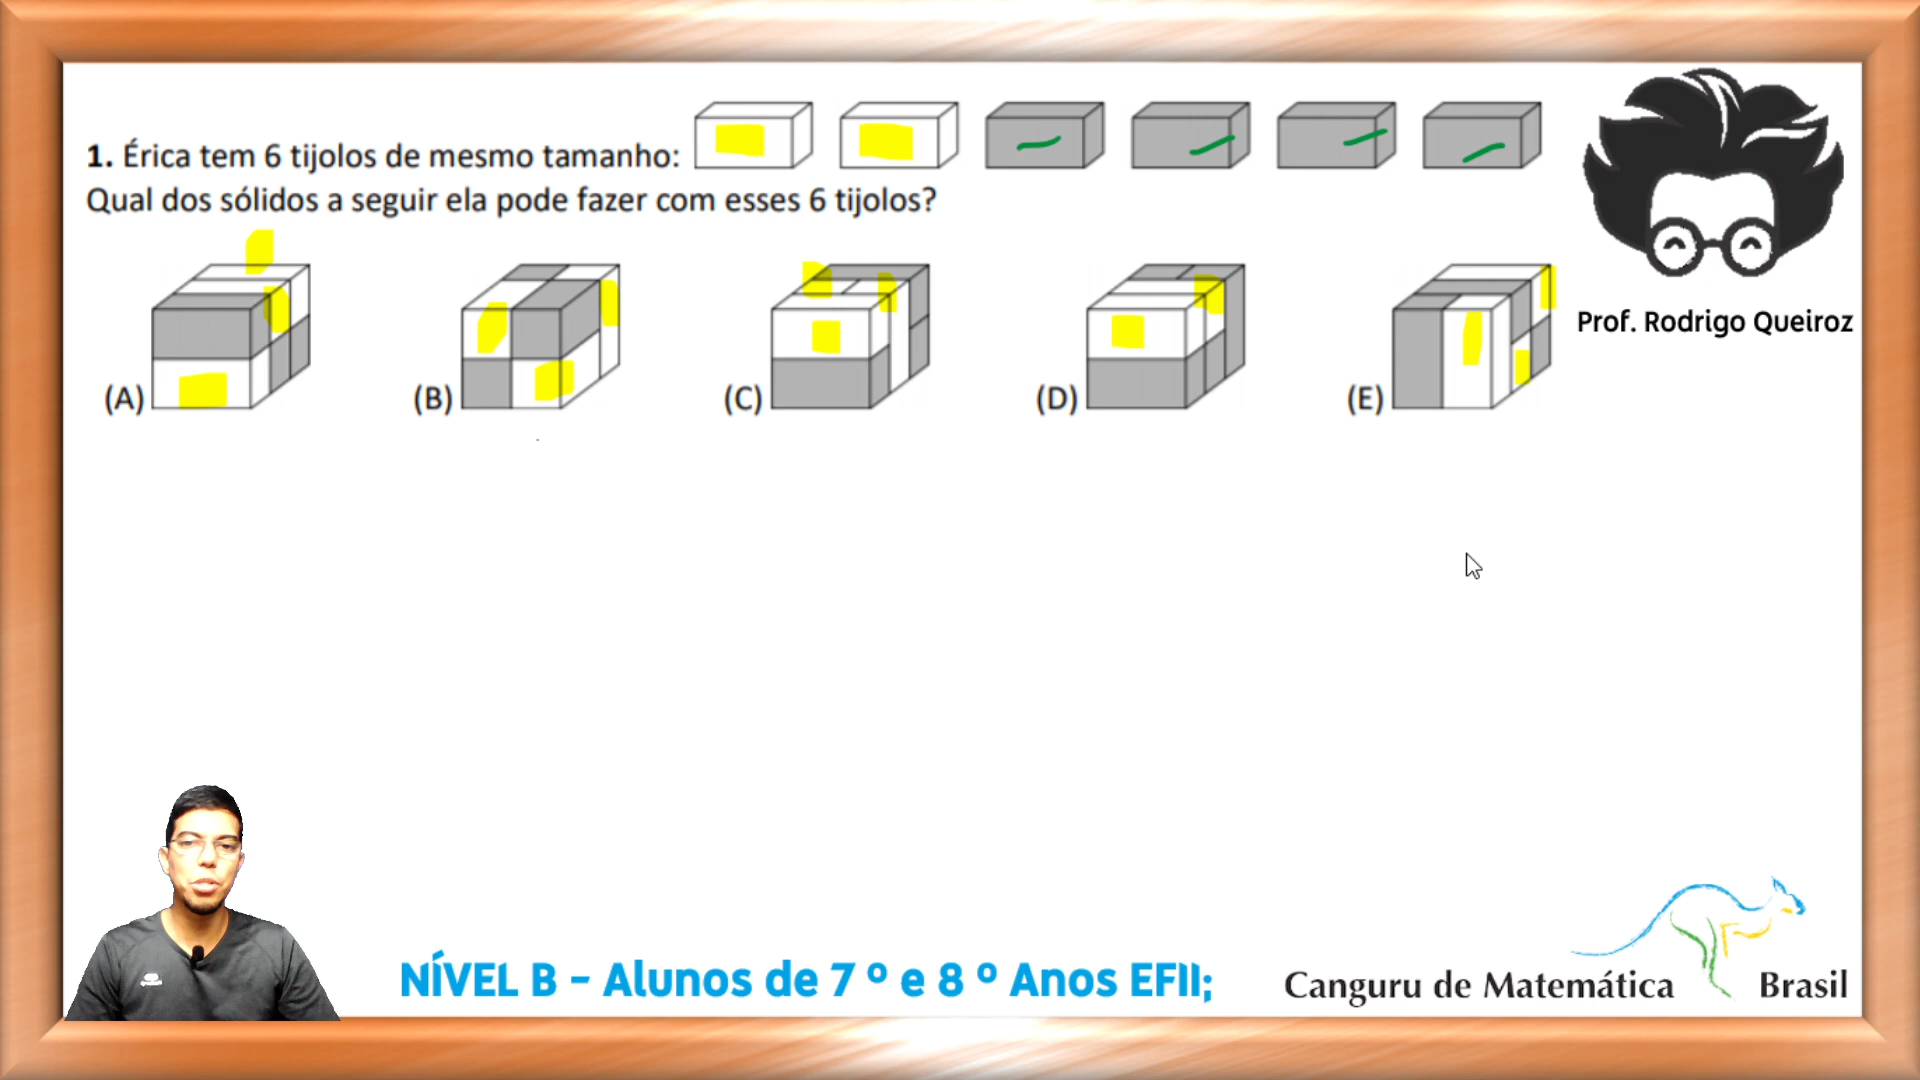 1. Érica tem 6 tijolos de mesmo tamanho:
Qual dos sólidos a seguir ela pode fazer com esses 6 tijolos?
(A) (B) (C) (D) (E)
Prof. Rodrigo Queiroz
NÍVEL B - Alunos de 7 º e 8 º Anos EFII;
Canguru de Matemática Brasil